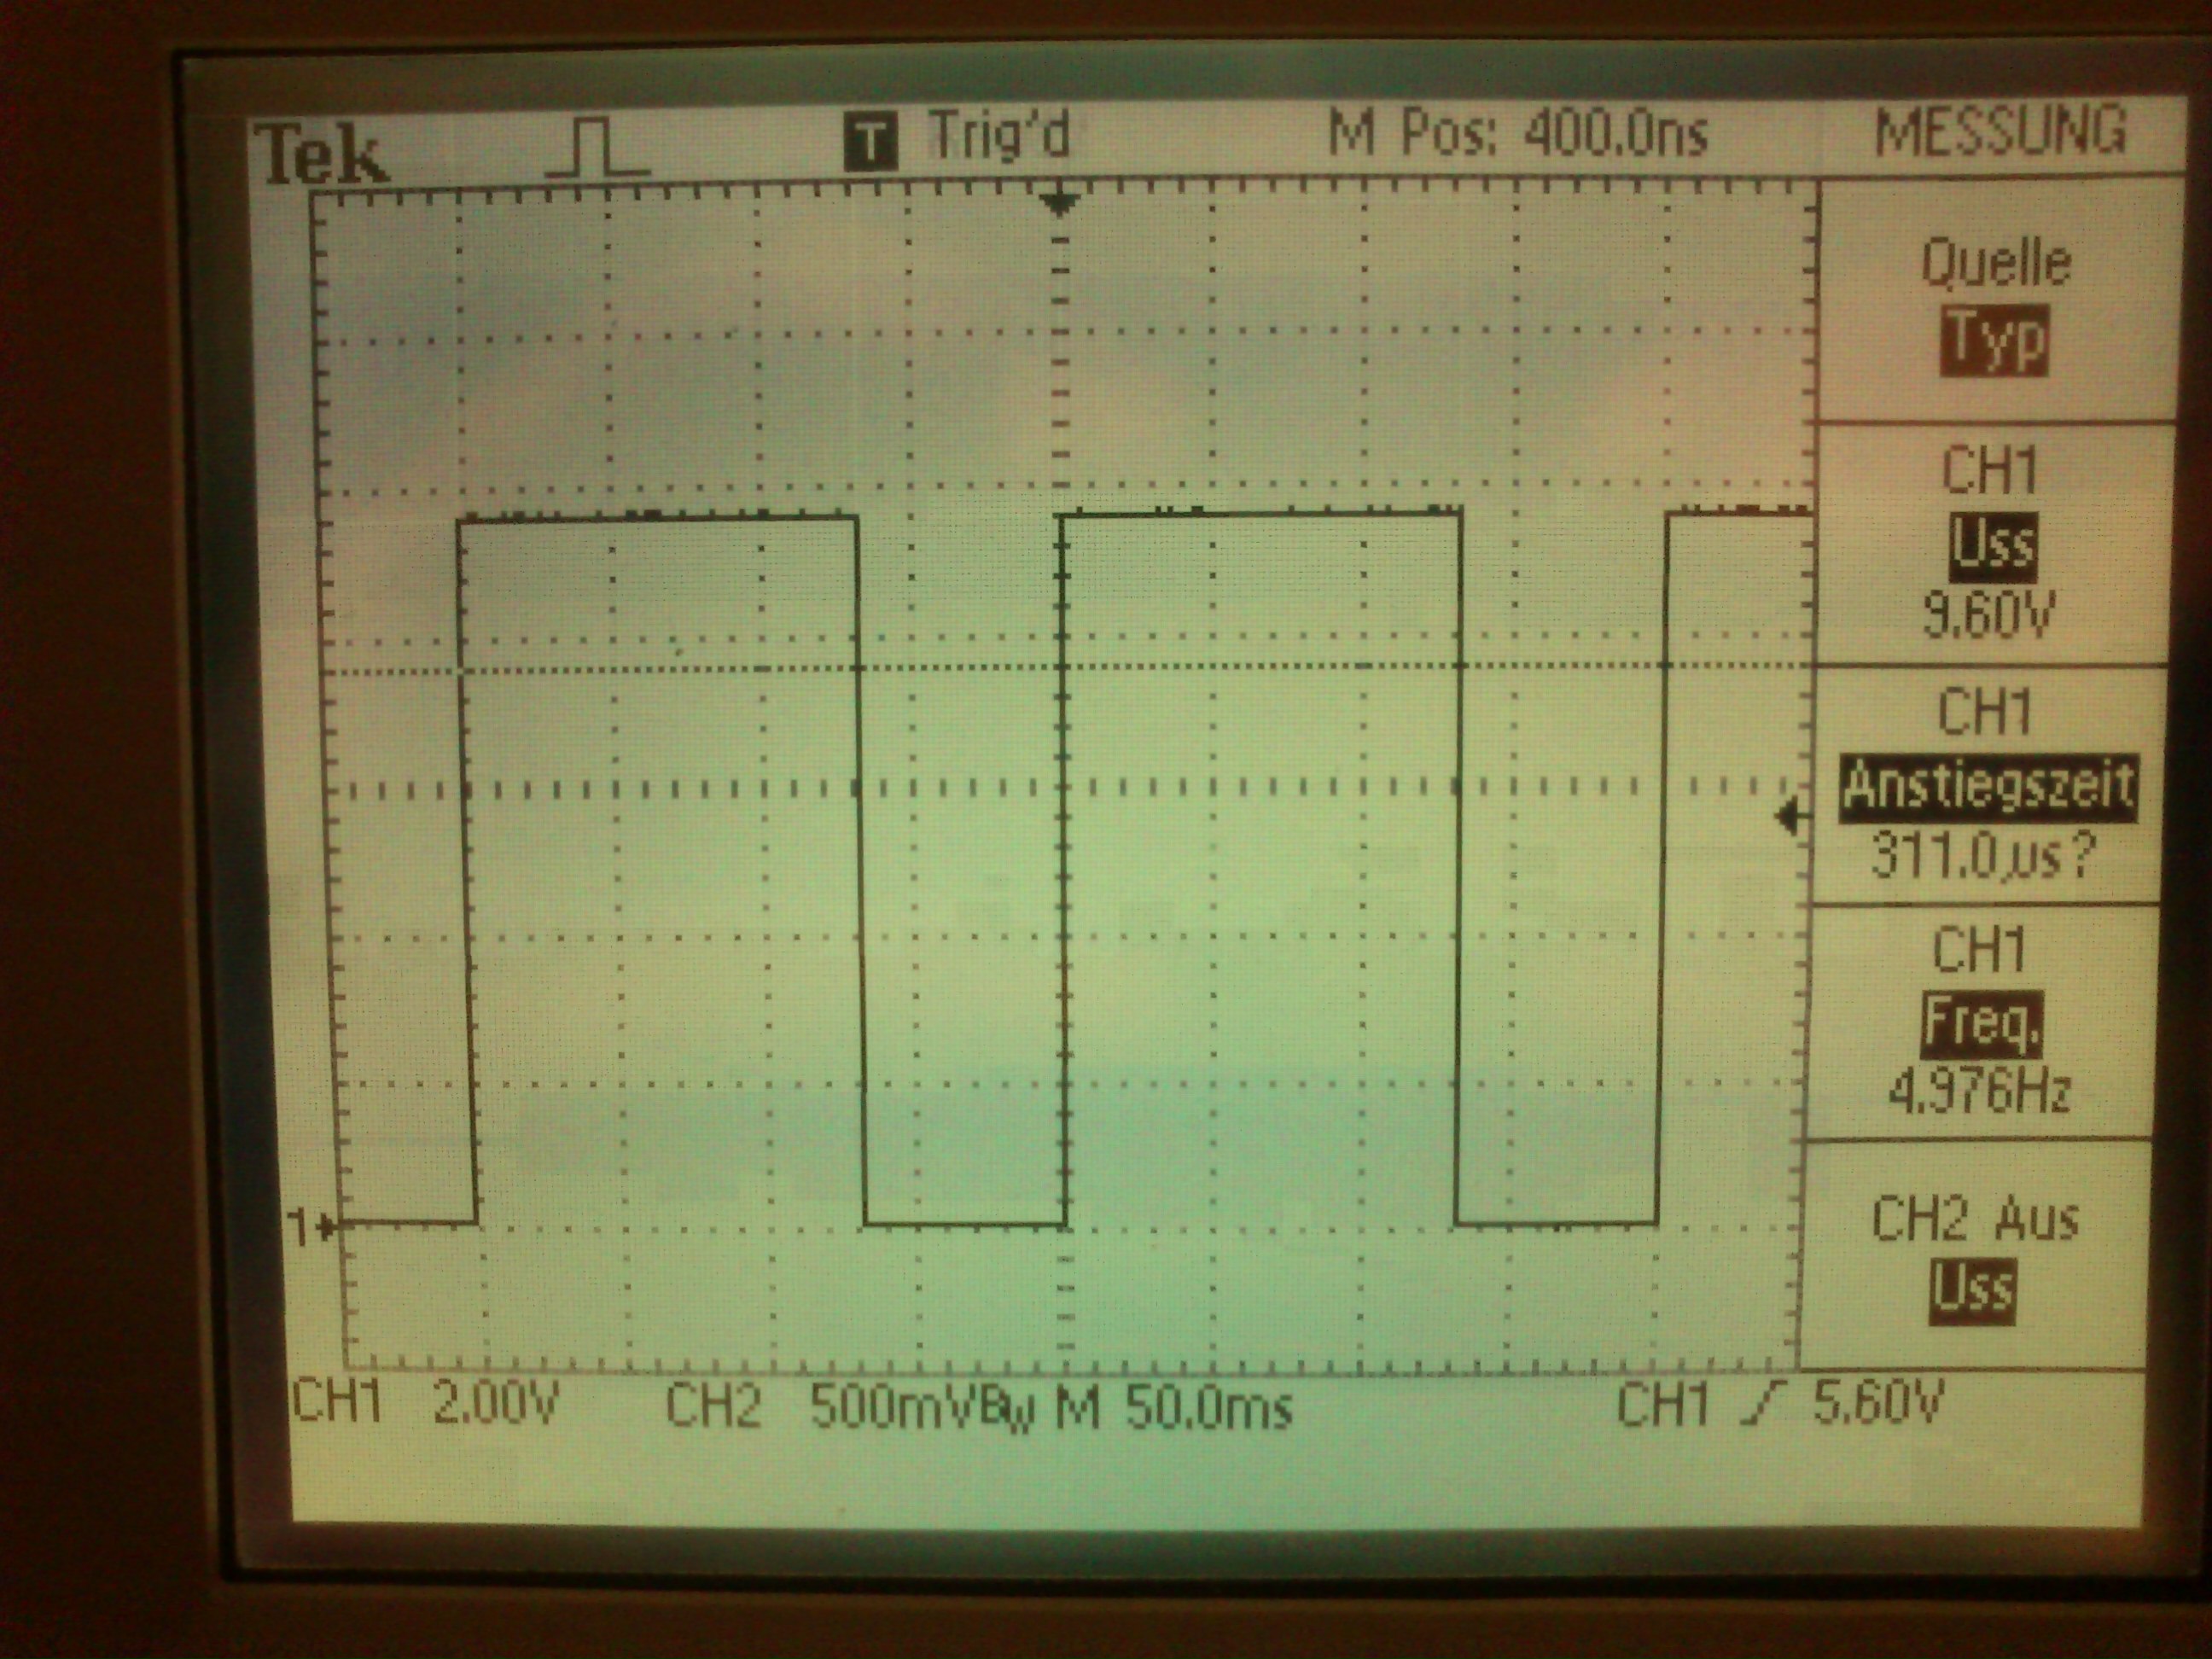 Tek T Trig'd M Pos: 400.0ns MESSUNG
Quelle
Typ
CH1
Uss
9.60V
CH1
Anstiegszeit
311.0µs?
CH1
Freq.
4.976Hz
CH2 Aus
Uss
1
CH1 2.00V CH2 500mVBW M 50.0ms CH1 5.60V